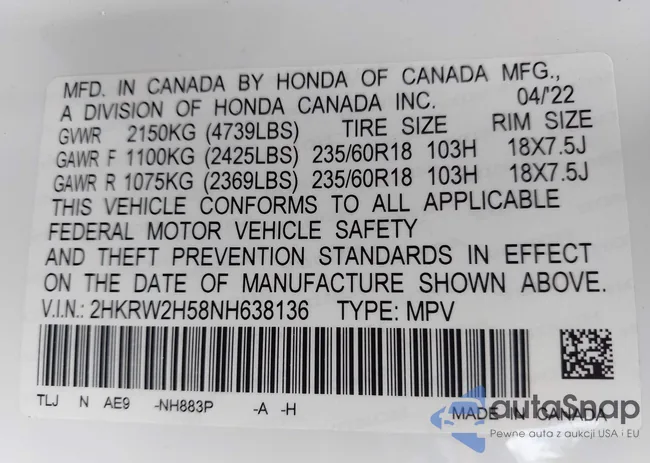 MFD. IN CANADA BY HONDA OF CANADA MFG.,
A DIVISION OF HONDA CANADA INC. 04/'22
GVWR 2150KG (4739LBS) TIRE SIZE RIM SIZE
GAWR F 1100KG (2425LBS) 235/60R18 103H 18X7.5J
GAWR R 1075KG (2369LBS) 235/60R18 103H 18X7.5J
THIS VEHICLE CONFORMS TO ALL APPLICABLE
FEDERAL MOTOR VEHICLE SAFETY
AND THEFT PREVENTION STANDARDS IN EFFECT
ON THE DATE OF MANUFACTURE SHOWN ABOVE.
V.I.N.: 2HKRW2H58NH638136 TYPE: MPV
TLJ N AE9 -NH883P -A -H
MADE IN CANADA
autoSnap
Pewne auta z aukcji USA i EU